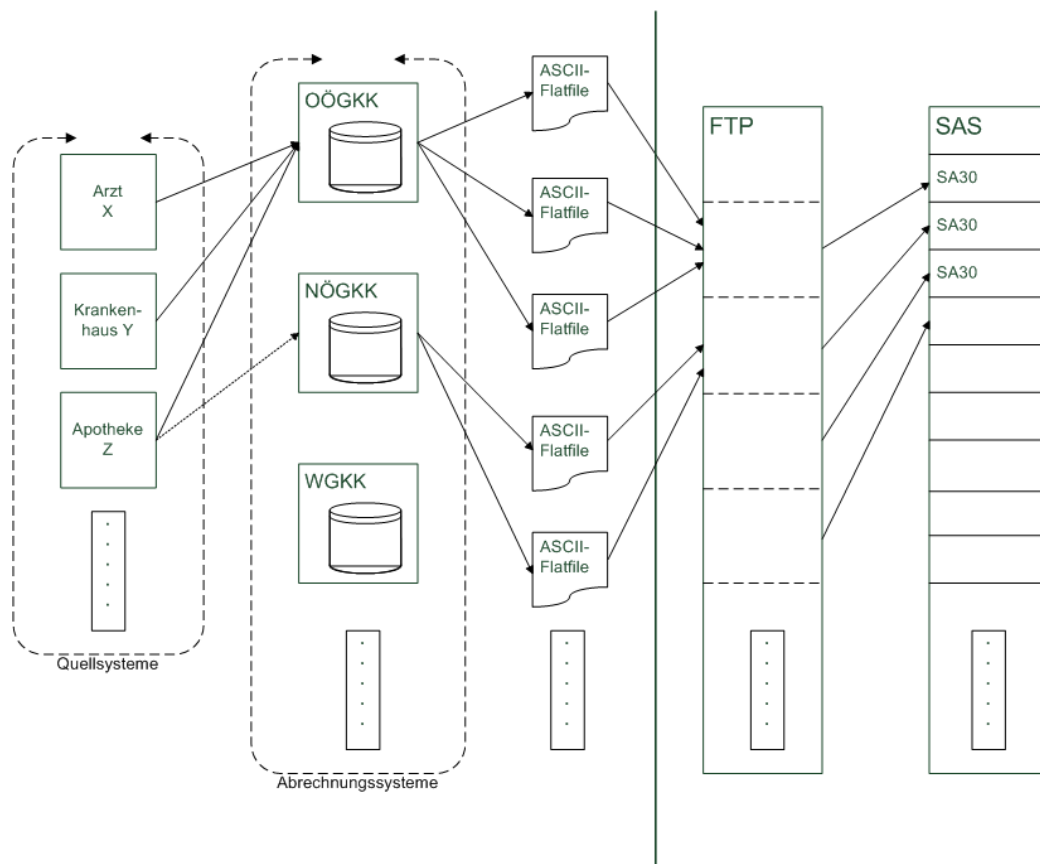 Arzt
X
Kranken-
haus Y
Apotheke
Z
Quellsysteme
OÖGKK
NÖGKK
WGKK
Abrechnungssysteme
ASCII-
Flatfile
ASCII-
Flatfile
ASCII-
Flatfile
ASCII-
Flatfile
ASCII-
Flatfile
FTP
SAS
SA30
SA30
SA30